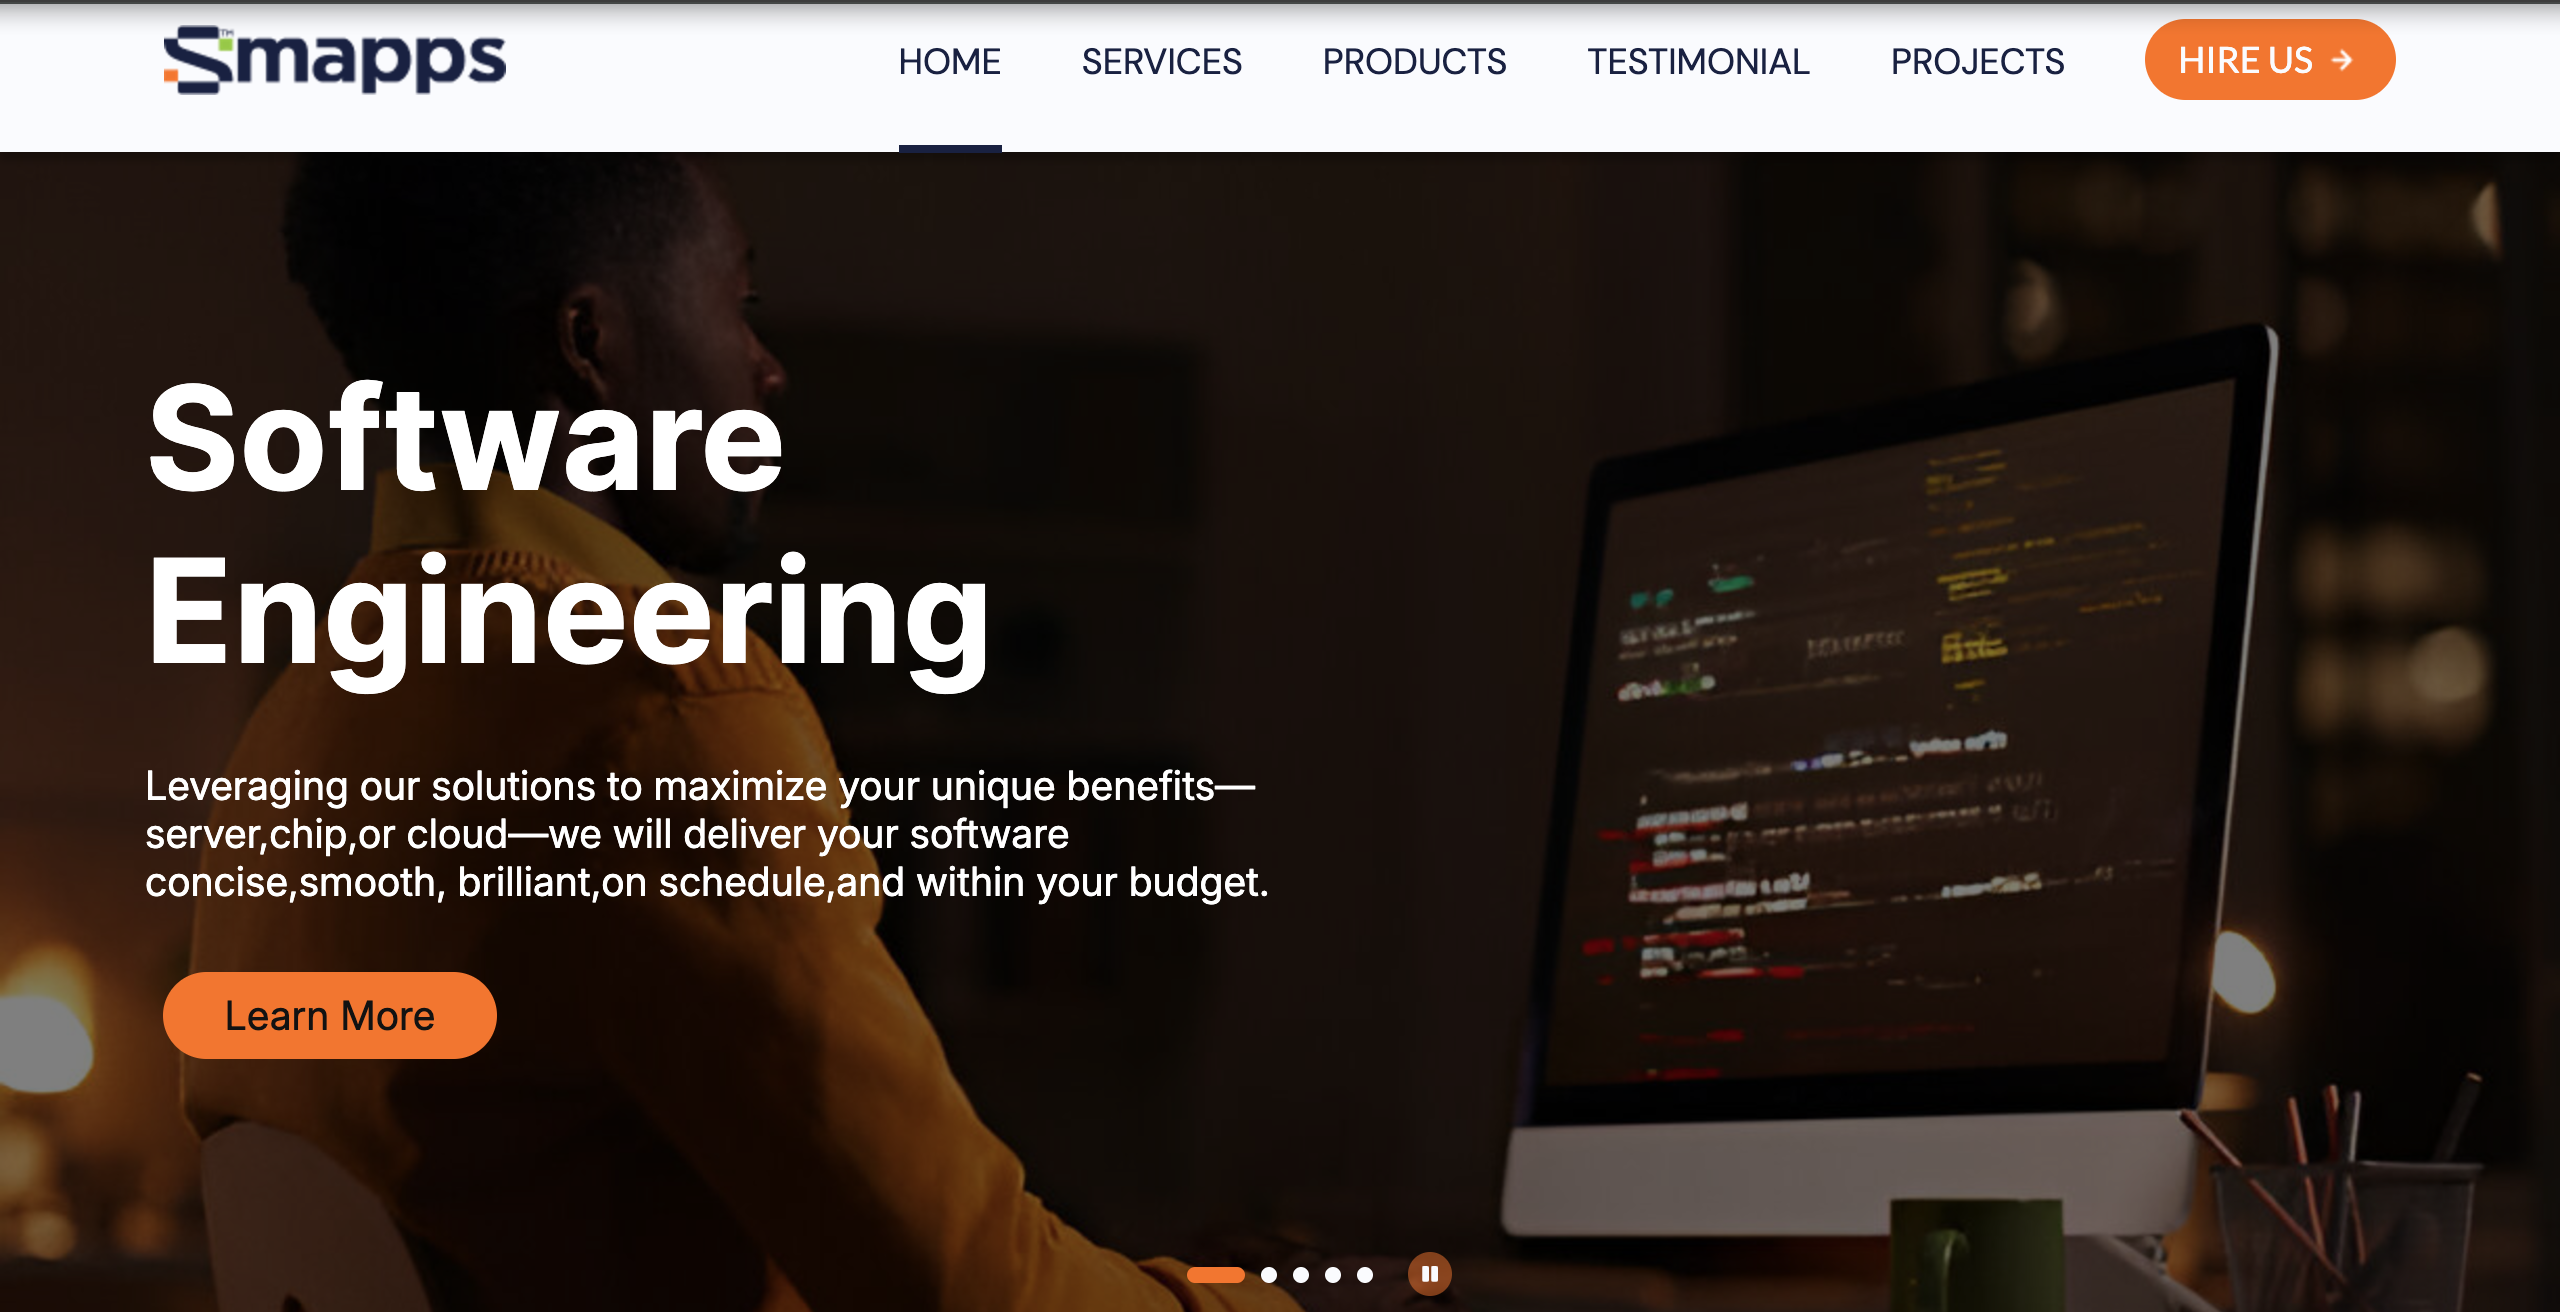 Smapps™
HOME SERVICES PRODUCTS TESTIMONIAL PROJECTS HIRE US →
Software
Engineering
Leveraging our solutions to maximize your unique benefits—
server,chip,or cloud—we will deliver your software
concise,smooth, brilliant,on schedule,and within your budget.
Learn More